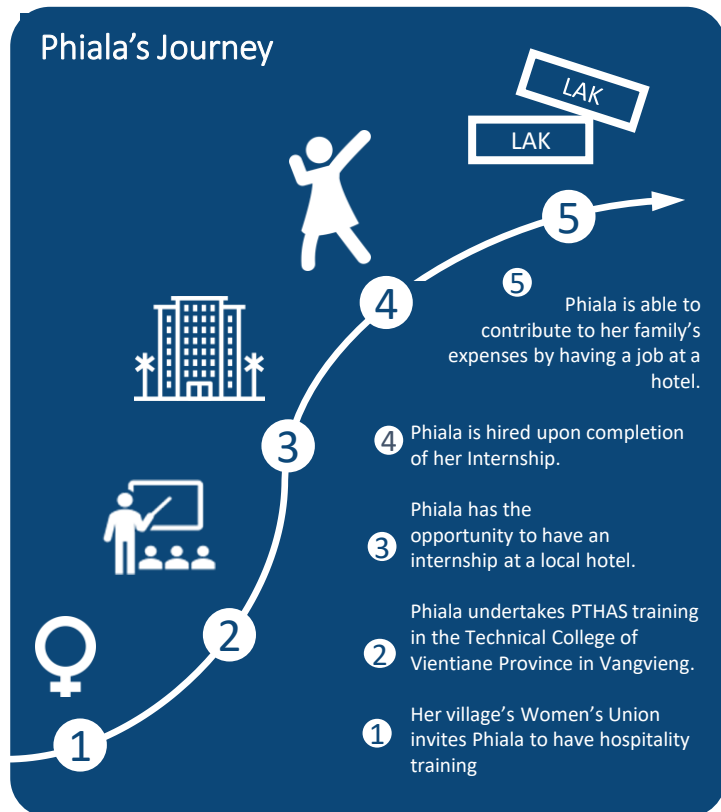 Phiala's Journey
LAK
LAK
5
4
3
2
1
5
Phiala is able to
contribute to her family's
expenses by having a job at a
hotel.
4
Phiala is hired upon completion
of her Internship.
3
Phiala has the
opportunity to have an
internship at a local hotel.
2
Phiala undertakes PTHAS training
in the Technical College of
Vientiane Province in Vangvieng.
1
Her village's Women's Union
invites Phiala to have hospitality
training